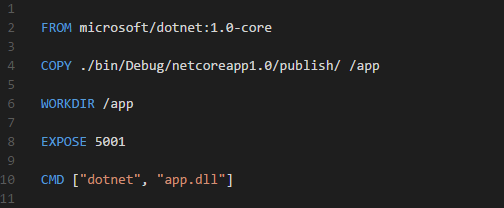 1
2 FROM microsoft/dotnet:1.0-core
3
4 COPY ./bin/Debug/netcoreapp1.0/publish/ /app
5
6 WORKDIR /app
7
8 EXPOSE 5001
9
10 CMD ["dotnet", "app.dll"]
11